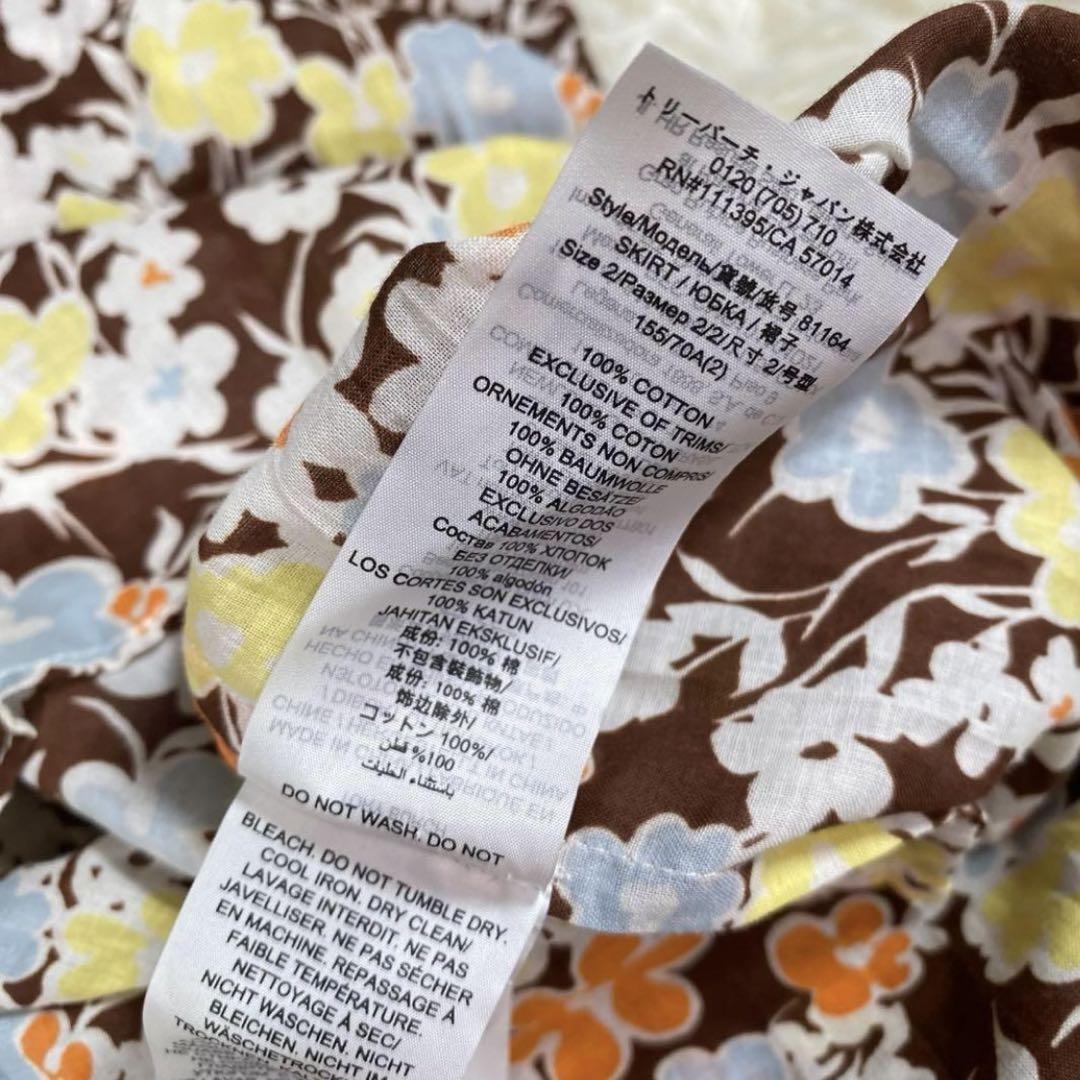 トリーバーチ・ジャパン株式会社
0120 (705) 710
RN#111395/CA 57014
Style/Модель/貨號/货号 81164
SKIRT / ЮБКА / 裙子
Size 2/Размер 2/尺寸 2/号型
155/70A(2)
100% COTTON
EXCLUSIVE OF TRIMS/
100% COTON
ORNEMENTS NON COMPRIS/
100% BAUMWOLLE
OHNE BESÄTZE/
100% ALGODÃO
EXCLUSIVO DOS
ACABAMENTOS/
Состав 100% ХЛОПОК
БЕЗ ОТДЕЛКИ/
100% algodón
LOS CORTES SON EXCLUSIVOS/
100% KATUN
JAHITAN EKSKLUSIF/
成份: 100% 棉
不包含裝飾物/
成份: 100% 棉
饰边除外/
コットン 100%/
100% قطن
باستثناء الحليات/
DO NOT WASH. DO NOT
BLEACH. DO NOT TUMBLE DRY.
COOL IRON. DRY CLEAN/
LAVAGE INTERDIT. NE PAS
JAVELLISER. NE PAS SÉCHER
EN MACHINE. REPASSAGE À
FAIBLE TEMPÉRATURE.
NETTOYAGE A SEC/
NICHT WASCHEN. NICHT
BLEICHEN. NICHT IM
WÄSCHETROCKNER